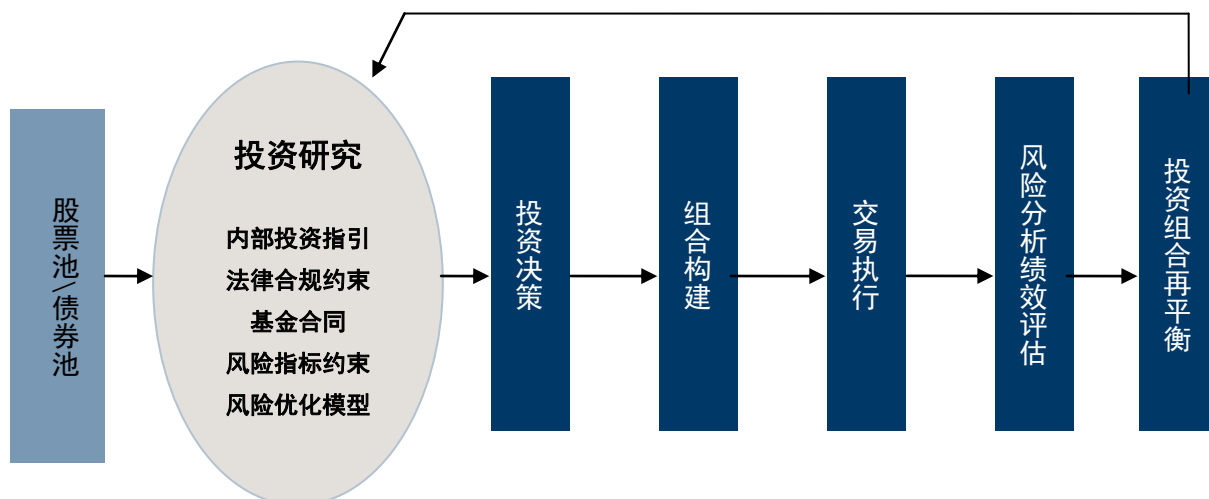 股票池/债券池
投资研究
内部投资指引
法律合规约束
基金合同
风险指标约束
风险优化模型
投资决策
组合构建
交易执行
风险分析绩效评估
投资组合再平衡